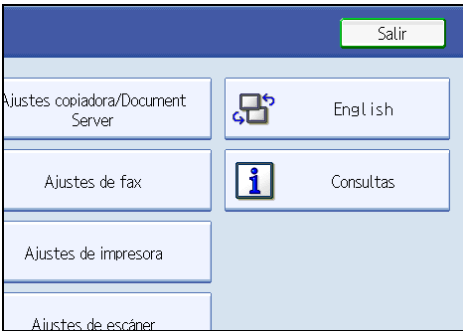 Salir
Ajustes copiadora/Document
Server
English
Ajustes de fax
Consultas
Ajustes de impresora
Ajustes de escáner